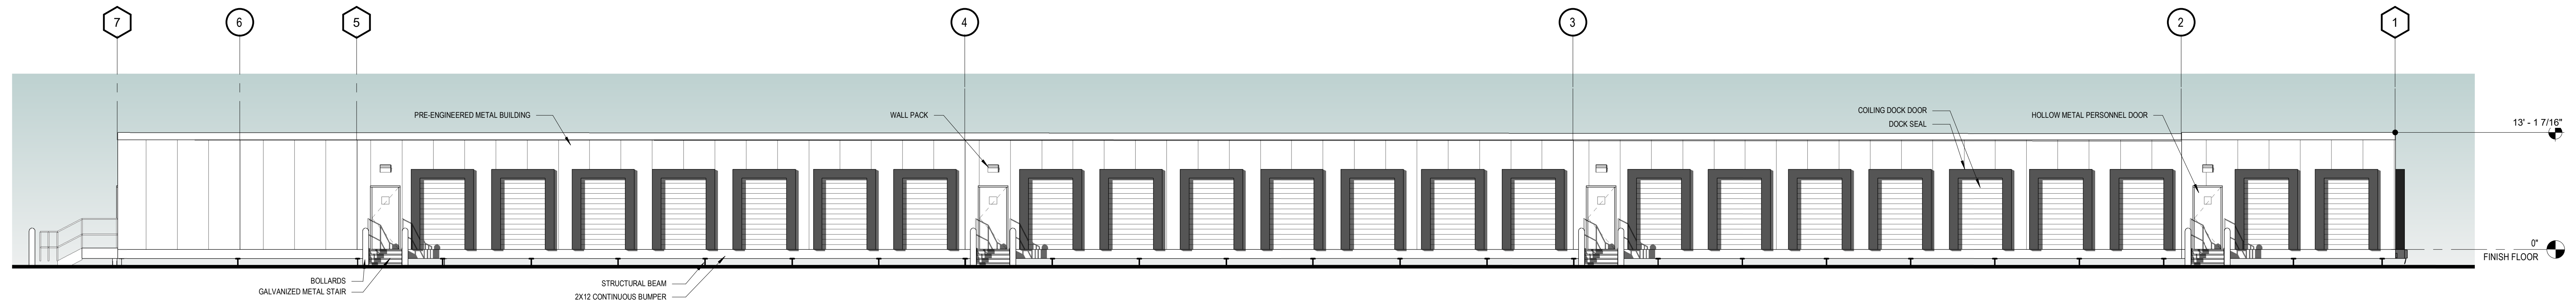 7
6
5
4
3
2
1
PRE-ENGINEERED METAL BUILDING
WALL PACK
COILING DOCK DOOR
DOCK SEAL
HOLLOW METAL PERSONNEL DOOR
13' - 1 7/16"
0"
FINISH FLOOR
BOLLARDS
GALVANIZED METAL STAIR
STRUCTURAL BEAM
2X12 CONTINUOUS BUMPER